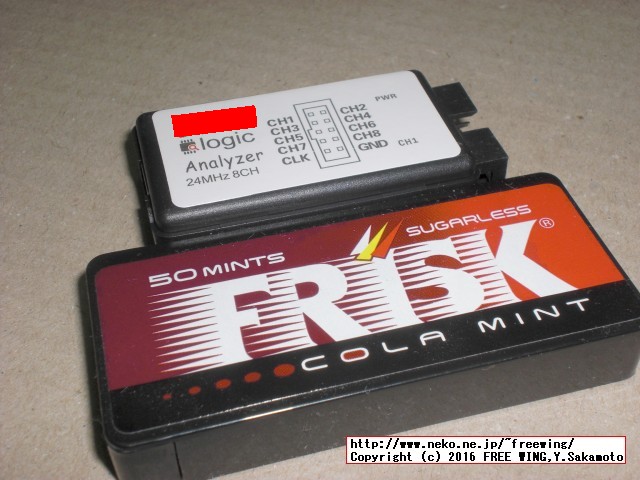 logic
Analyzer
24MHz 8CH
CH1 CH2
CH3 CH4
CH5 CH6
CH7 CH8
CLK GND
PWR
CH1
50 MINTS
SUGARLESS
FRISK®
COLA MINT
http://www.neko.ne.jp/~freewing/
Copyright (c) 2016 FREE WING,Y.Sakamoto